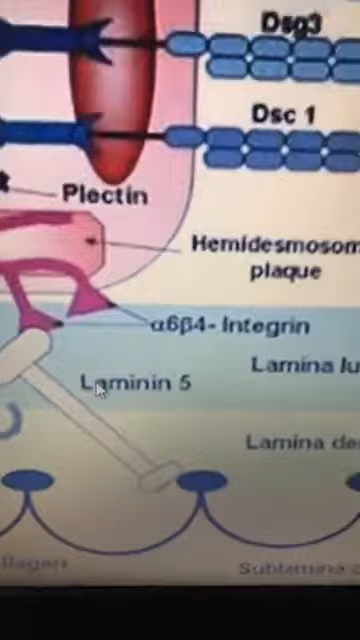 Dsg3
Dsc 1
Plectin
Hemidesmosom
plaque
α6β4- Integrin
Lamina lu
Laminin 5
Lamina de
llagen
Sublamina